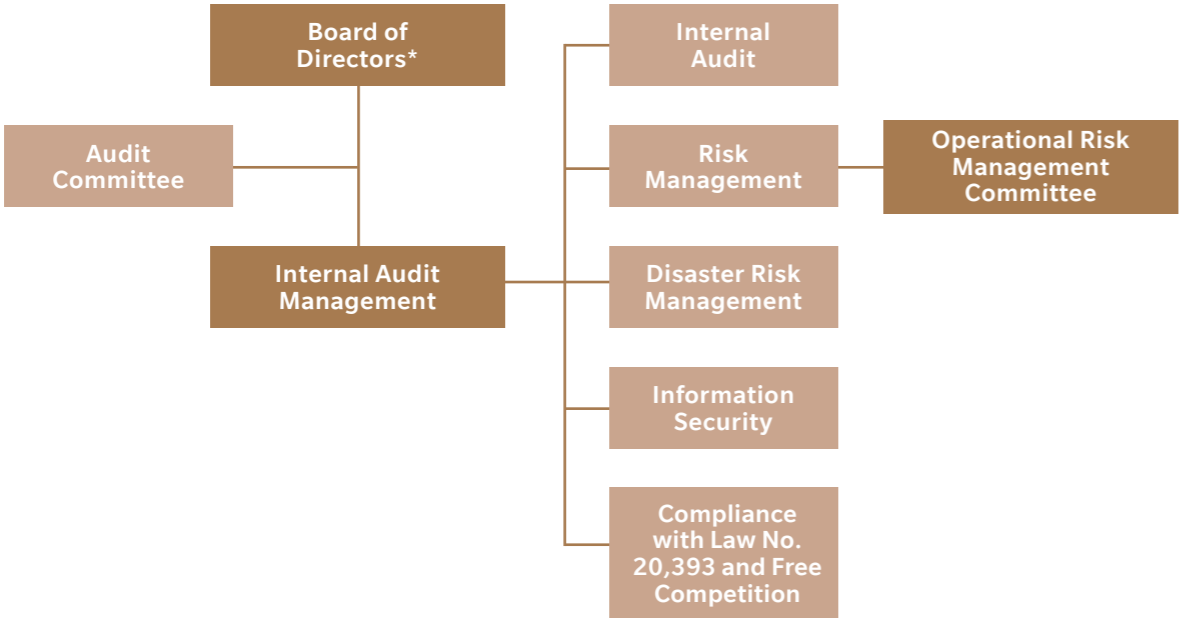 Board of
Directors*
Internal
Audit
Audit
Committee
Risk
Management
Operational Risk
Management
Committee
Internal Audit
Management
Disaster Risk
Management
Information
Security
Compliance
with Law No.
20,393 and Free
Competition